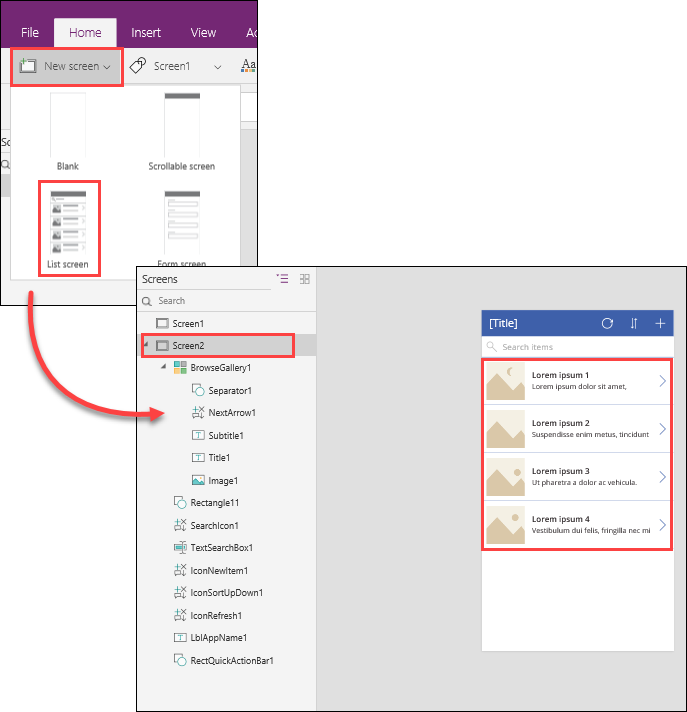 File Home Insert View
New screen Screen1 Aa
Blank Scrollable screen
List screen Form screen
Screens
Search
Screen1
Screen2
BrowseGallery1
Separator1
NextArrow1
Subtitle1
Title1
Image1
Rectangle11
SearchIcon1
TextSearchBox1
IconNewItem1
IconSortUpDown1
IconRefresh1
LblAppName1
RectQuickActionBar1
[Title]
Search items
Lorem ipsum 1
Lorem ipsum dolor sit amet,
Lorem ipsum 2
Suspendisse enim metus, tincidunt
Lorem ipsum 3
Ut pharetra a dolor ac vehicula.
Lorem ipsum 4
Vestibulum dui felis, fringilla nec mi